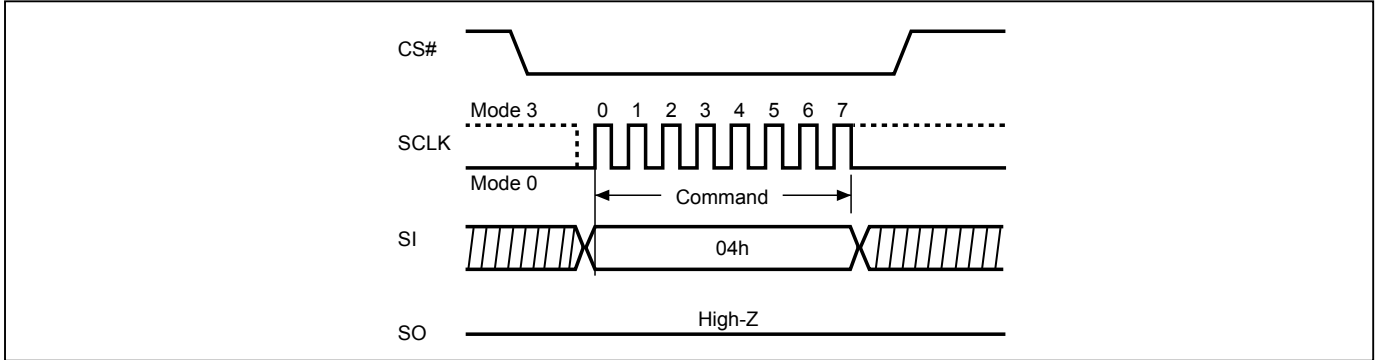 CS#
Mode 3 0 1 2 3 4 5 6 7
SCLK
Mode 0
Command
SI
04h
High-Z
SO